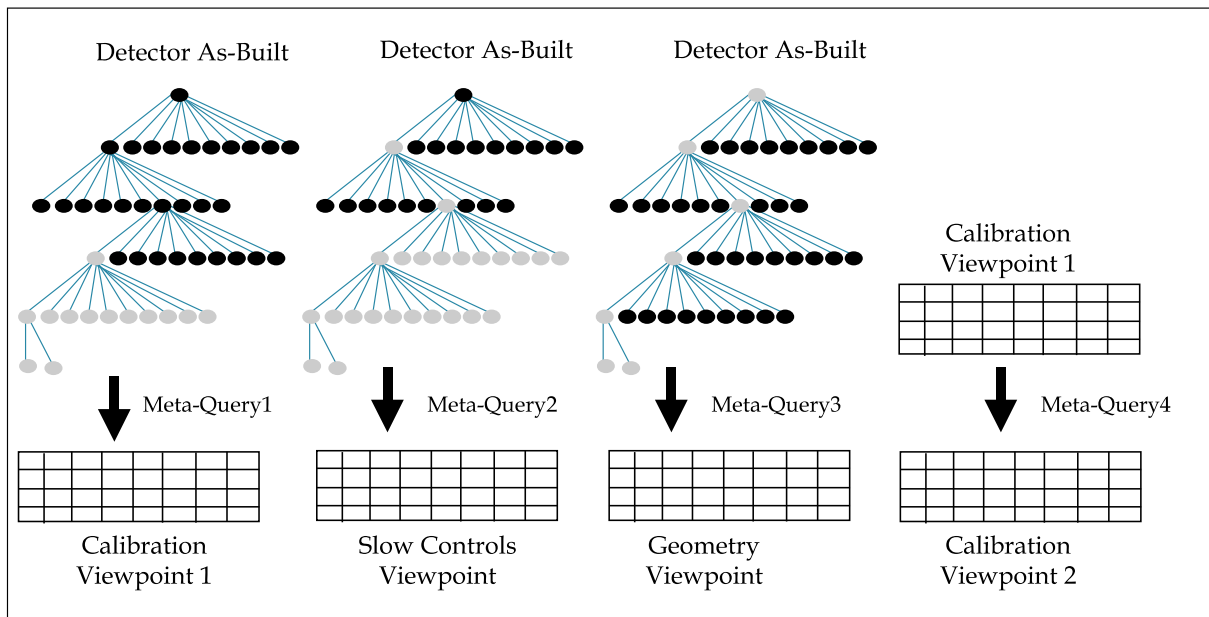 Detector As-Built
Detector As-Built
Detector As-Built
Calibration
Viewpoint 1
Meta-Query1
Meta-Query2
Meta-Query3
Meta-Query4
Calibration
Viewpoint 1
Slow Controls
Viewpoint
Geometry
Viewpoint
Calibration
Viewpoint 2